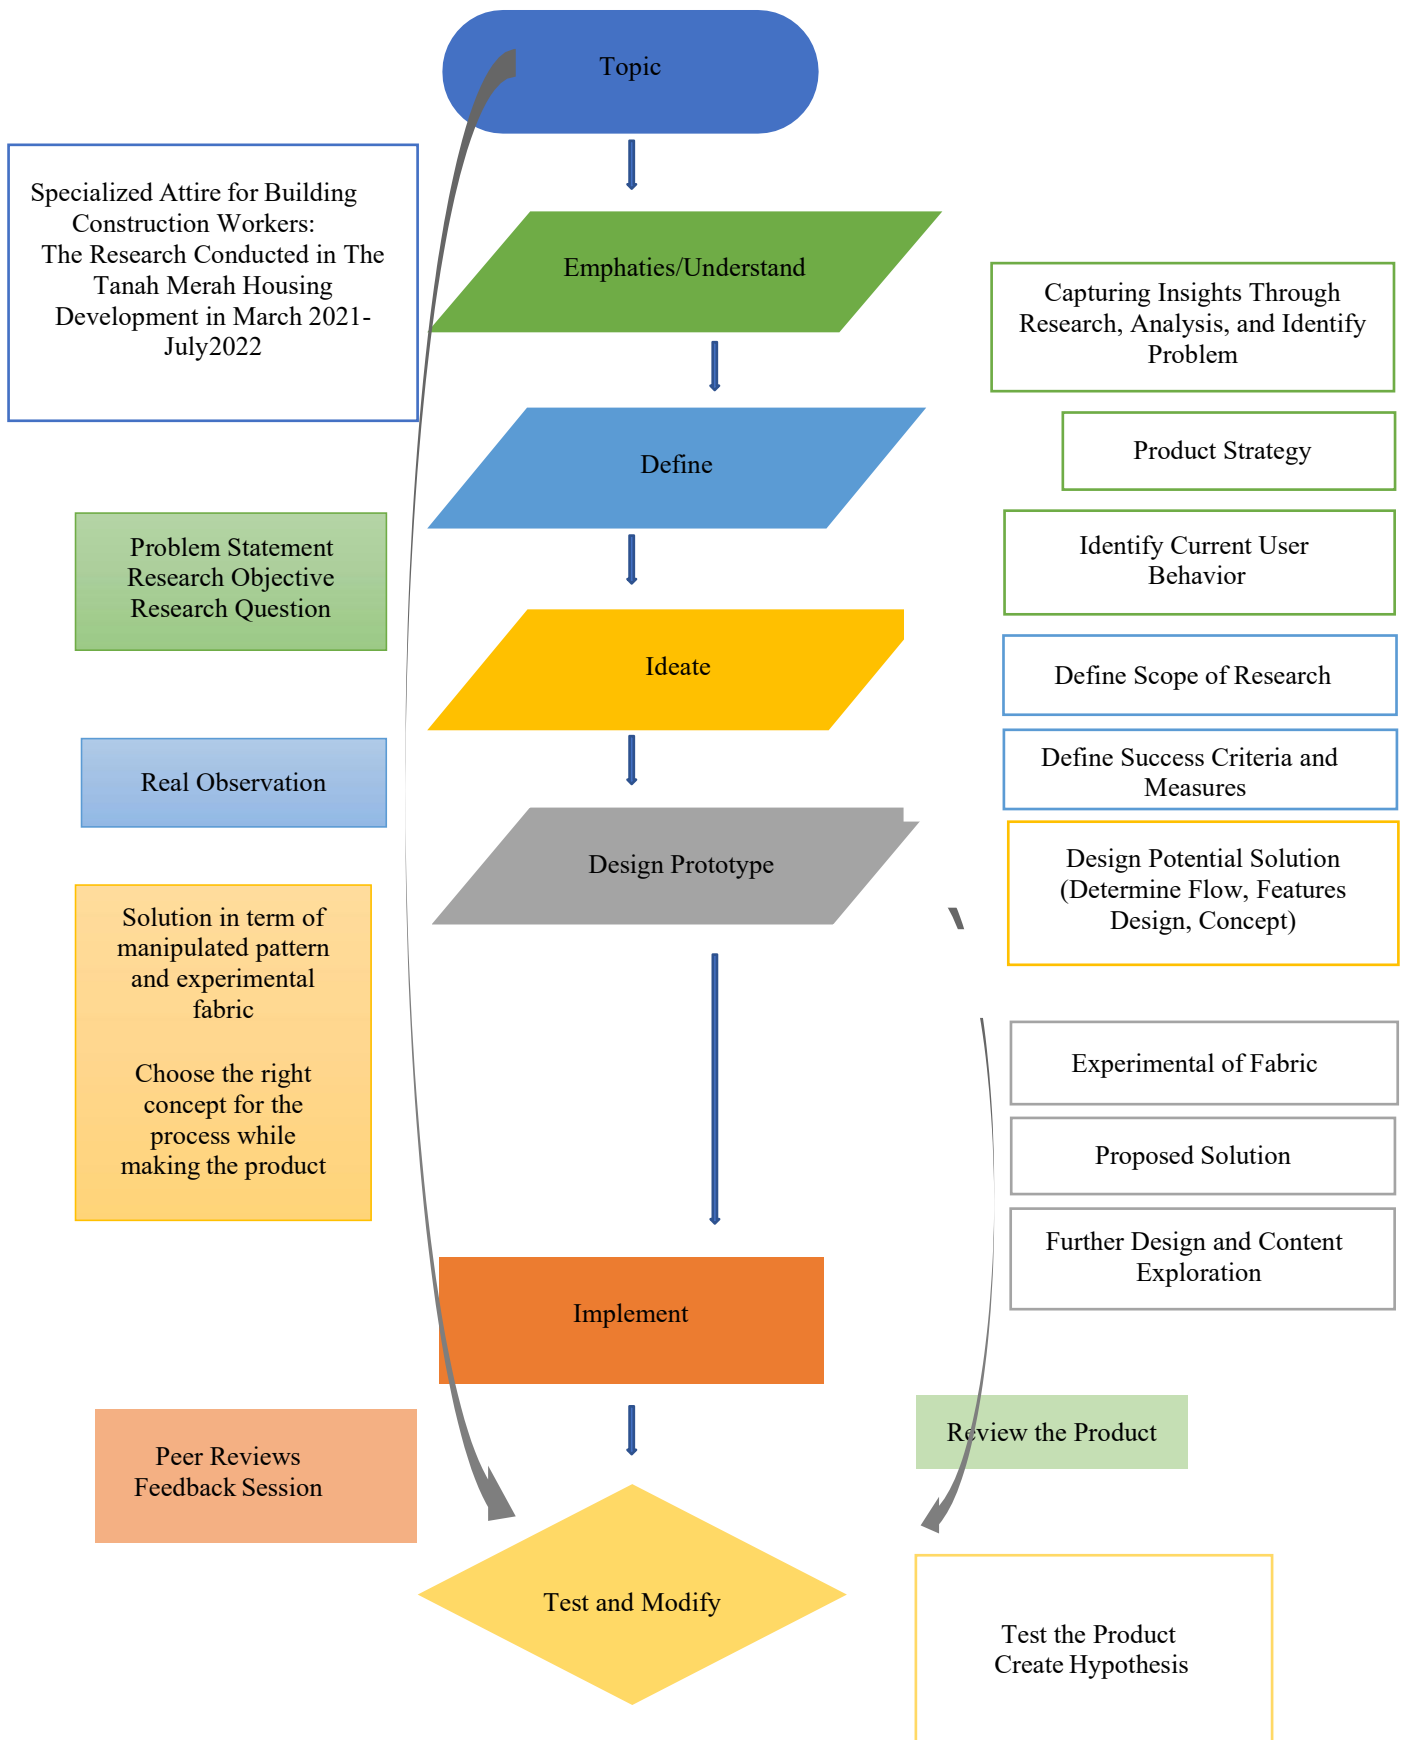 Topic
Specialized Attire for Building
Construction Workers:
The Research Conducted in The
Tanah Merah Housing
Development in March 2021-
July2022
Emphaties/Understand
Capturing Insights Through
Research, Analysis, and Identify
Problem
Define
Product Strategy
Problem Statement
Research Objective
Research Question
Identify Current User
Behavior
Ideate
Define Scope of Research
Real Observation
Define Success Criteria and
Measures
Design Prototype
Design Potential Solution
(Determine Flow, Features
Design, Concept)
Solution in term of
manipulated pattern
and experimental
fabric
Choose the right
concept for the
process while
making the product
Experimental of Fabric
Proposed Solution
Further Design and Content
Exploration
Implement
Review the Product
Peer Reviews
Feedback Session
Test and Modify
Test the Product
Create Hypothesis